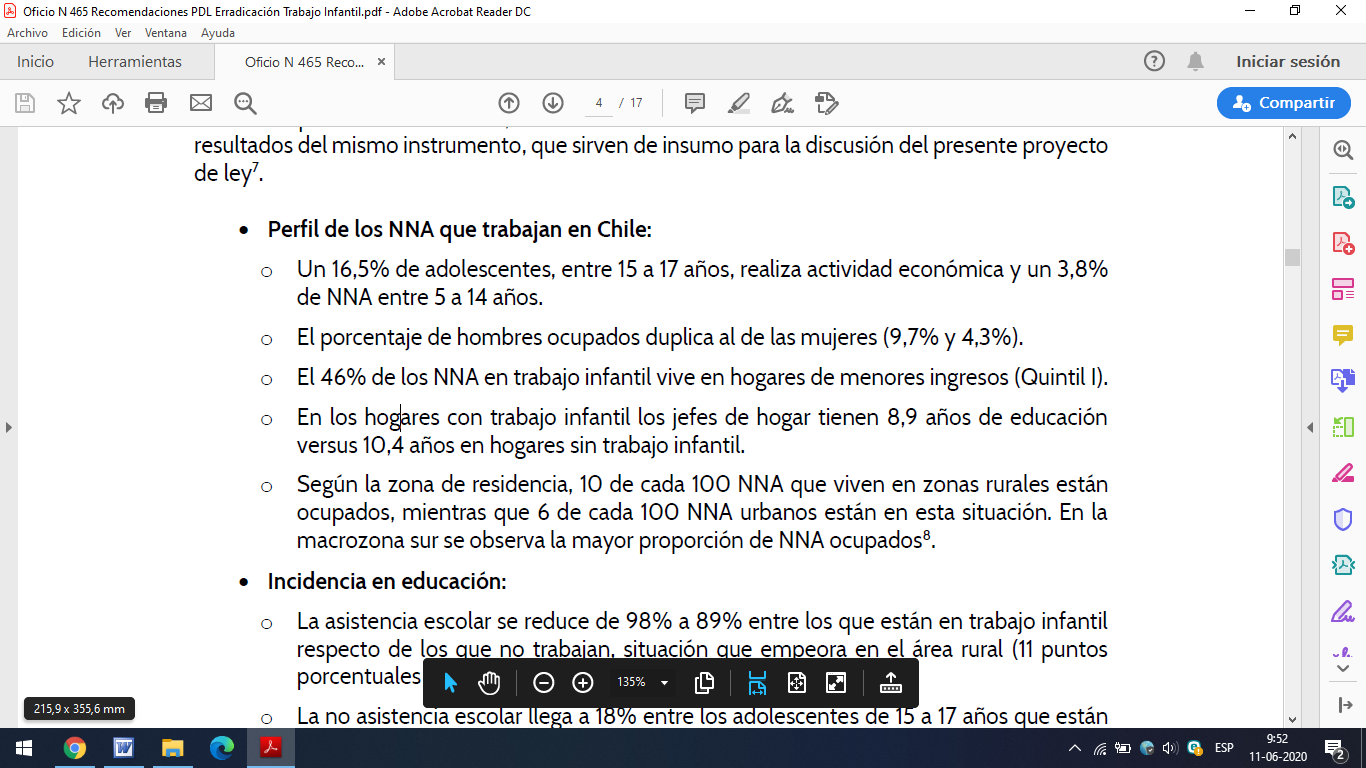 Oficio N 465 Recomendaciones PDL Erradicación Trabajo Infantil.pdf - Adobe Acrobat Reader DC
Archivo Edición Ver Ventana Ayuda
Inicio Herramientas Oficio N 465 Reco... Iniciar sesión
4 / 17 Compartir
resultados del mismo instrumento, que sirven de insumo para la discusión del presente proyecto
de ley⁷.
• Perfil de los NNA que trabajan en Chile:
o Un 16,5% de adolescentes, entre 15 a 17 años, realiza actividad económica y un 3,8%
de NNA entre 5 a 14 años.
o El porcentaje de hombres ocupados duplica al de las mujeres (9,7% y 4,3%).
o El 46% de los NNA en trabajo infantil vive en hogares de menores ingresos (Quintil I).
o En los hogares con trabajo infantil los jefes de hogar tienen 8,9 años de educación
versus 10,4 años en hogares sin trabajo infantil.
o Según la zona de residencia, 10 de cada 100 NNA que viven en zonas rurales están
ocupados, mientras que 6 de cada 100 NNA urbanos están en esta situación. En la
macrozona sur se observa la mayor proporción de NNA ocupados⁸.
• Incidencia en educación:
o La asistencia escolar se reduce de 98% a 89% entre los que están en trabajo infantil
respecto de los que no trabajan, situación que empeora en el área rural (11 puntos
porcentuales
135%
215,9 x 355,6 mm
o La no asistencia escolar llega a 18% entre los adolescentes de 15 a 17 años que están
ESP
9:52
11-06-2020
2